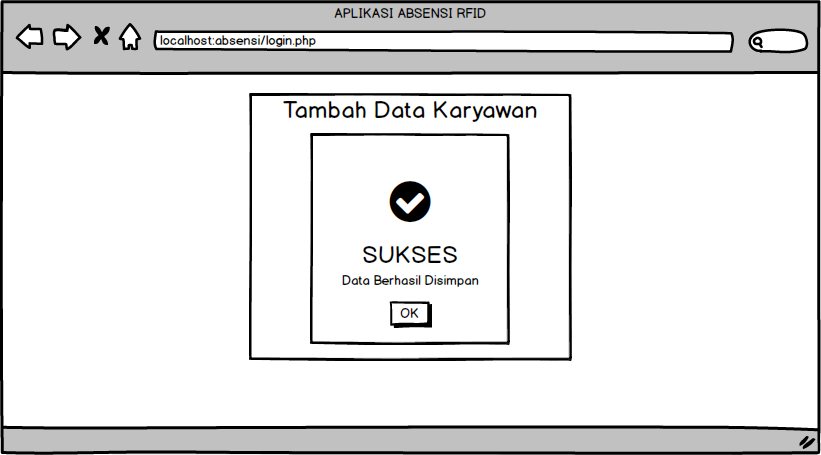 APLIKASI ABSENSI RFID
localhost:absensi/login.php
Tambah Data Karyawan
SUKSES
Data Berhasil Disimpan
OK